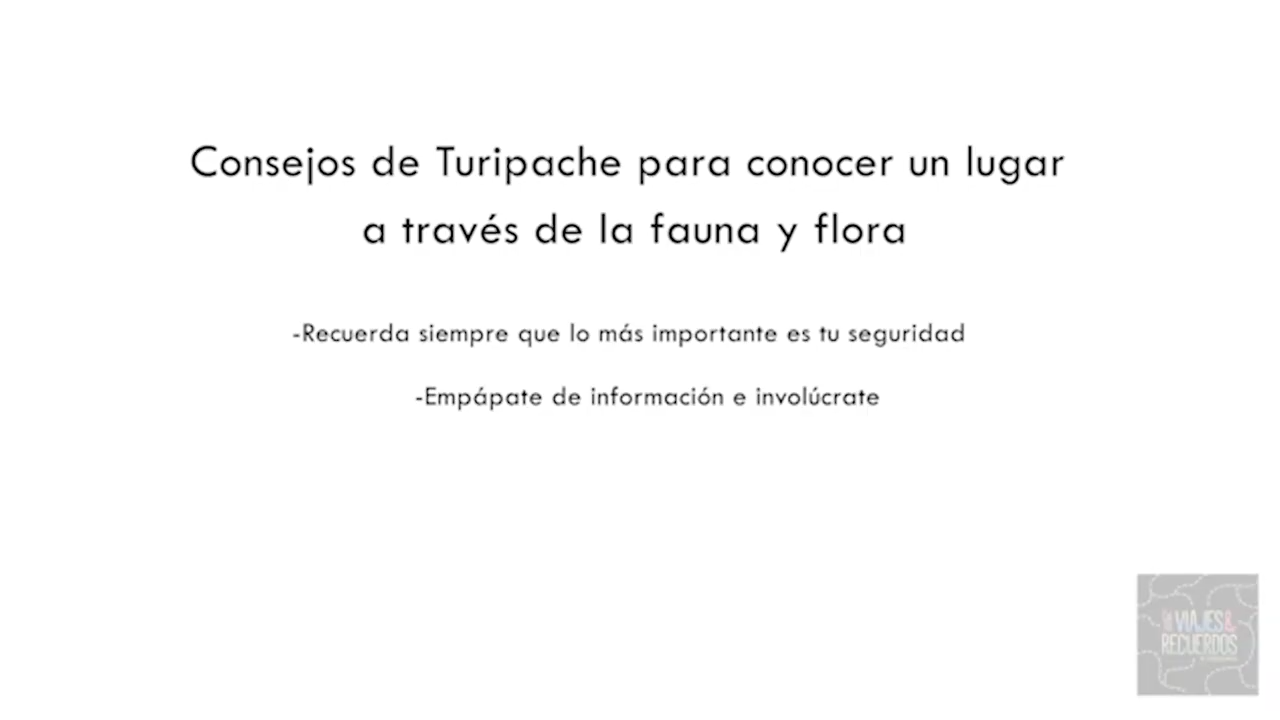 Consejos de Turipache para conocer un lugar
a través de la fauna y flora
-Recuerda siempre que lo más importante es tu seguridad
-Empápate de información e involúcrate
VIAJES&
RECUERDOS